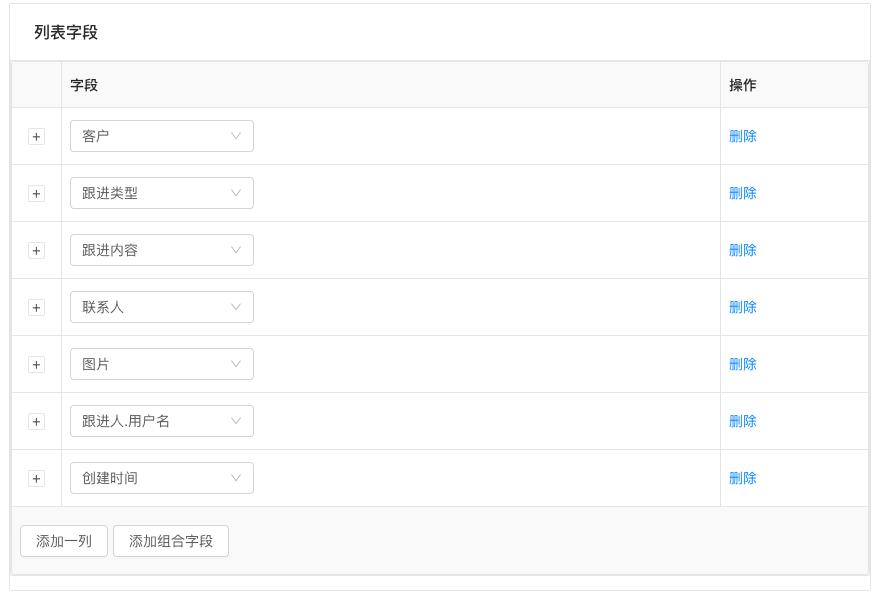 列表字段
字段 操作
客户 删除
跟进类型 删除
跟进内容 删除
联系人 删除
图片 删除
跟进人.用户名 删除
创建时间 删除
添加一列 添加组合字段